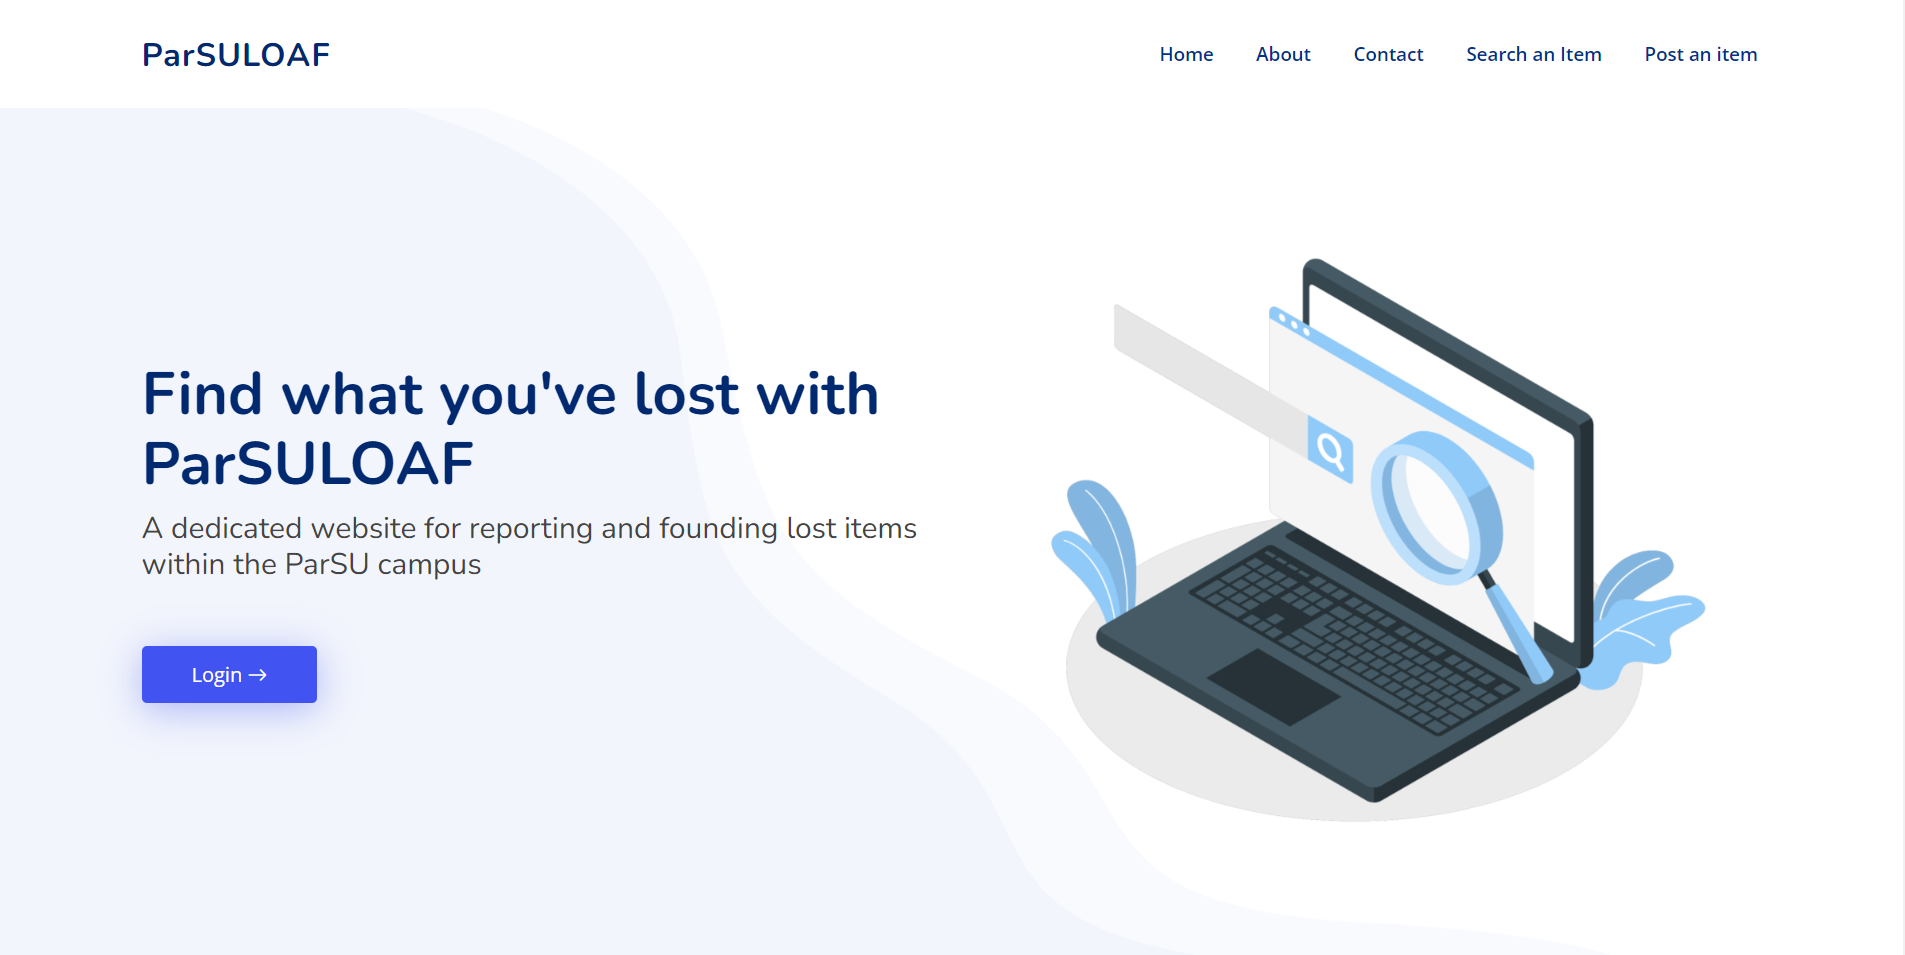 ParSULOAF
Home About Contact Search an Item Post an item
Find what you've lost with
ParSULOAF
A dedicated website for reporting and founding lost items
within the ParSU campus
Login →